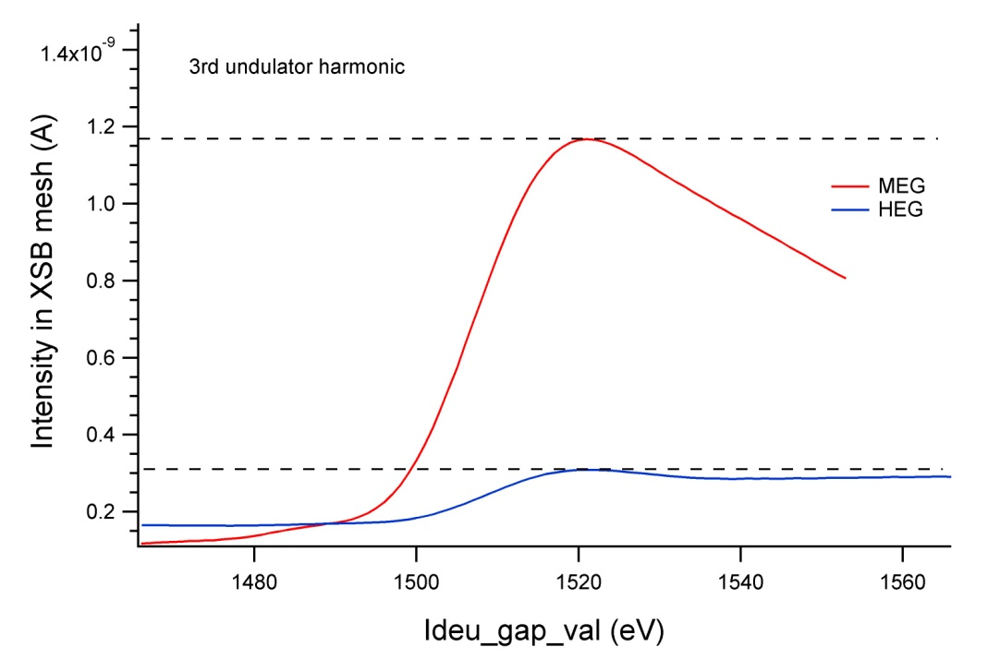 1.4x10-9
3rd undulator harmonic
1.2
1.0
0.8
0.6
0.4
0.2
Intensity in XSB mesh (A)
MEG
HEG
1480 1500 1520 1540 1560
Ideu_gap_val (eV)